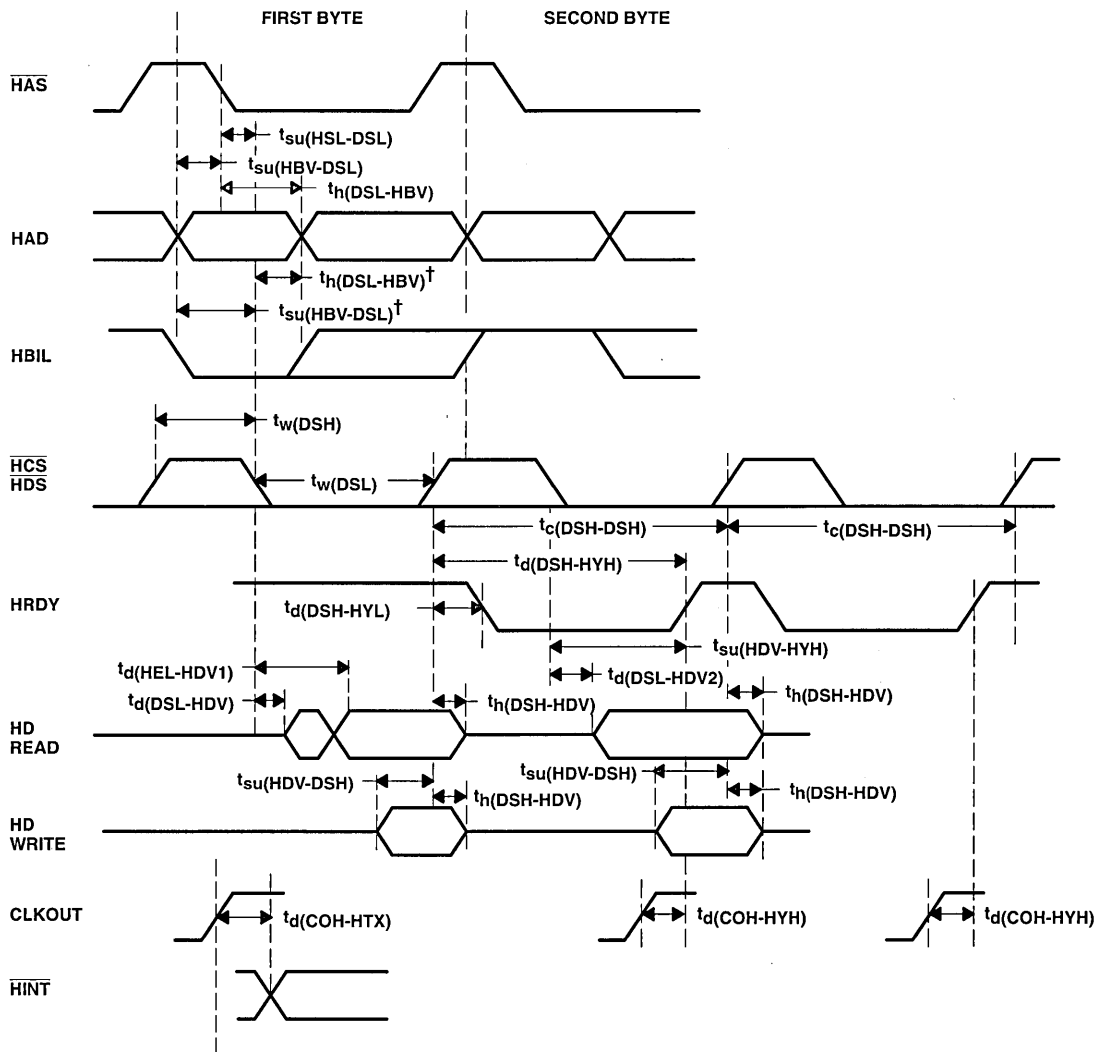 FIRST BYTE SECOND BYTE
HAS
tsu(HSL-DSL)
tsu(HBV-DSL)
th(DSL-HBV)
HAD
th(DSL-HBV)†
tsu(HBV-DSL)†
HBIL
tw(DSH)
HCS
HDS
tw(DSL)
tc(DSH-DSH) tc(DSH-DSH)
td(DSH-HYH)
HRDY
td(DSH-HYL)
tsu(HDV-HYH)
td(HEL-HDV1)
td(DSL-HDV2)
td(DSL-HDV)
th(DSH-HDV) th(DSH-HDV)
HD
READ
tsu(HDV-DSH) tsu(HDV-DSH)
th(DSH-HDV) th(DSH-HDV)
HD
WRITE
CLKOUT
td(COH-HTX) td(COH-HYH) td(COH-HYH)
HINT